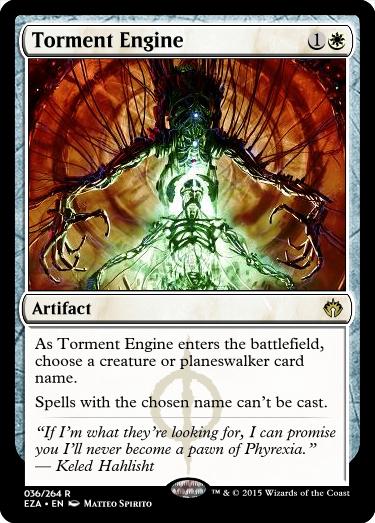 Torment Engine 1
Artifact
As Torment Engine enters the battlefield,
choose a creature or planeswalker card
name.
Spells with the chosen name can't be cast.
“If I'm what they're looking for, I can promise
you I'll never become a pawn of Phyrexia.”
— Keled Hahlisht
036/264 R
EZA • EN Matteo Spirito
™ & © 2015 Wizards of the Coast